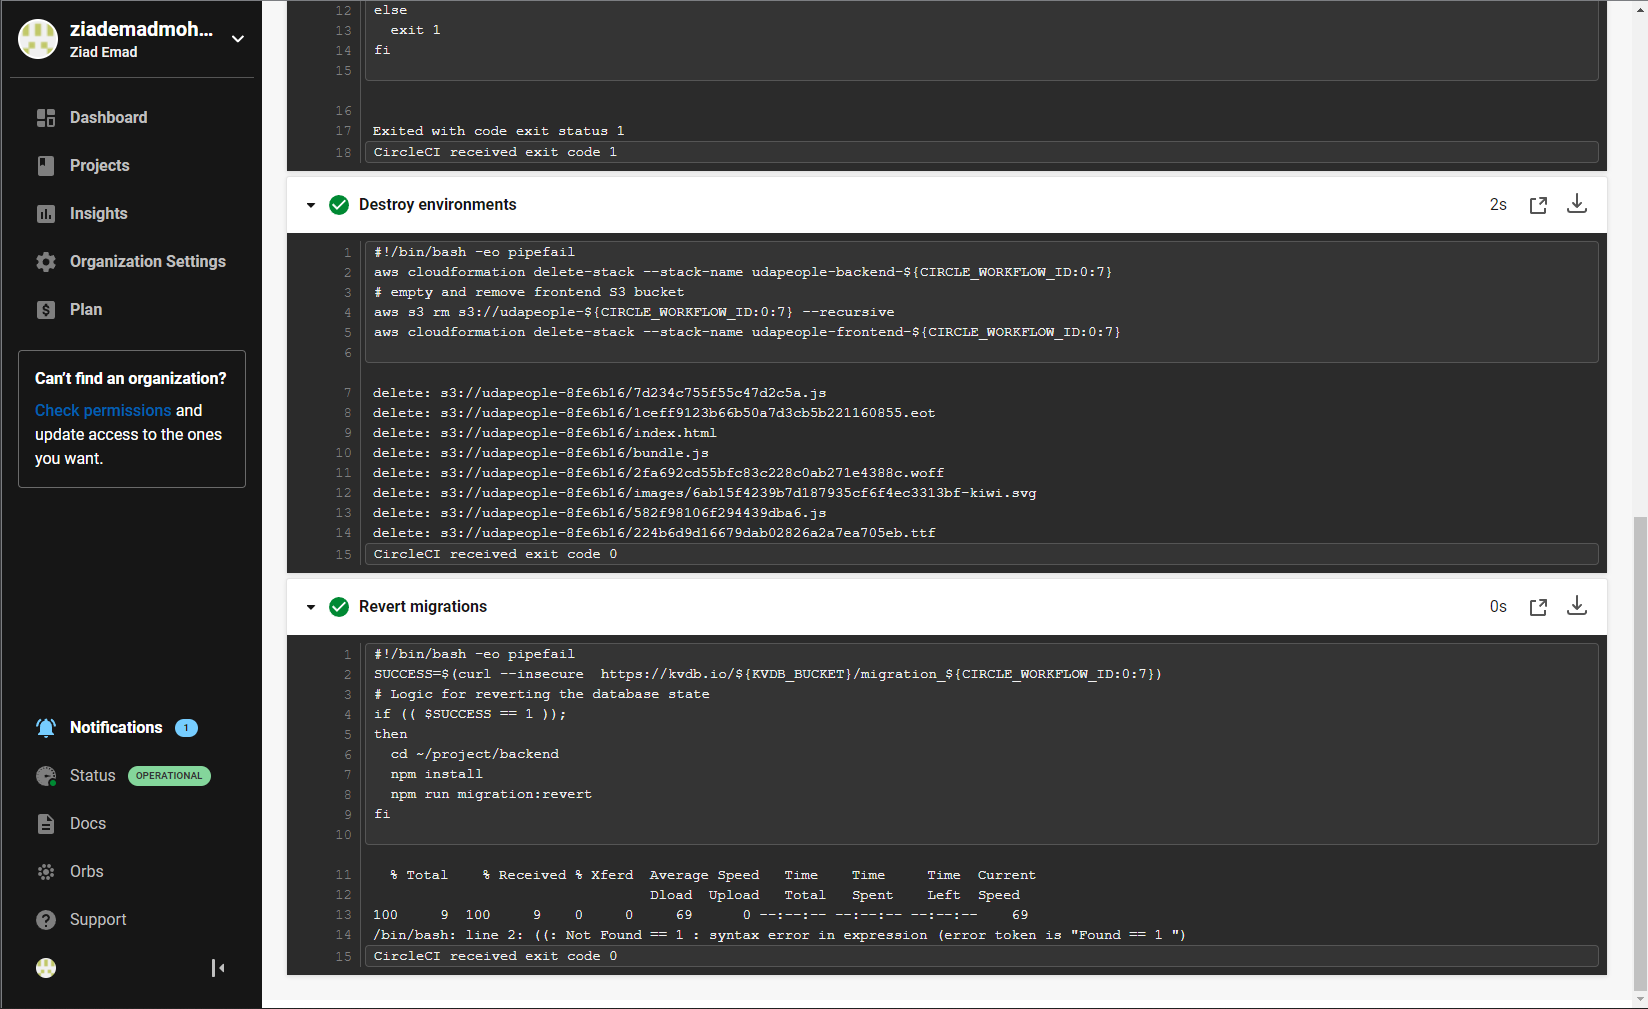 ziademadmoh...
Ziad Emad
Dashboard
Projects
Insights
Organization Settings
Plan
Can't find an organization?
Check permissions and
update access to the ones
you want.
Notifications 1
Status OPERATIONAL
Docs
Orbs
Support
12 else
13   exit 1
14 fi
15
16
17 Exited with code exit status 1
18 CircleCI received exit code 1
Destroy environments 2s
1 #!/bin/bash -eo pipefail
2 aws cloudformation delete-stack --stack-name udapeople-backend-${CIRCLE_WORKFLOW_ID:0:7}
3 # empty and remove frontend S3 bucket
4 aws s3 rm s3://udapeople-${CIRCLE_WORKFLOW_ID:0:7} --recursive
5 aws cloudformation delete-stack --stack-name udapeople-frontend-${CIRCLE_WORKFLOW_ID:0:7}
6
7 delete: s3://udapeople-8fe6b16/7d234c755f55c47d2c5a.js
8 delete: s3://udapeople-8fe6b16/1ceff9123b66b50a7d3cb5b221160855.eot
9 delete: s3://udapeople-8fe6b16/index.html
10 delete: s3://udapeople-8fe6b16/bundle.js
11 delete: s3://udapeople-8fe6b16/2fa692cd55bfc83c228c0ab271e4388c.woff
12 delete: s3://udapeople-8fe6b16/images/6ab15f4239b7d187935cf6f4ec3313bf-kiwi.svg
13 delete: s3://udapeople-8fe6b16/582f98106f294439dba6.js
14 delete: s3://udapeople-8fe6b16/224b6d9d16679dab02826a2a7ea705eb.ttf
15 CircleCI received exit code 0
Revert migrations 0s
1 #!/bin/bash -eo pipefail
2 SUCCESS=$(curl --insecure  https://kvdb.io/${KVDB_BUCKET}/migration_${CIRCLE_WORKFLOW_ID:0:7})
3 # Logic for reverting the database state
4 if (( $SUCCESS == 1 ));
5 then
6   cd ~/project/backend
7   npm install
8   npm run migration:revert
9 fi
10
11   % Total    % Received % Xferd  Average Speed   Time    Time     Time  Current
12                                  Dload  Upload   Total   Spent    Left  Speed
13 100     9  100     9    0     0     69      0 --:--:-- --:--:-- --:--:--    69
14 /bin/bash: line 2: ((: Not Found == 1 : syntax error in expression (error token is "Found == 1 ")
15 CircleCI received exit code 0